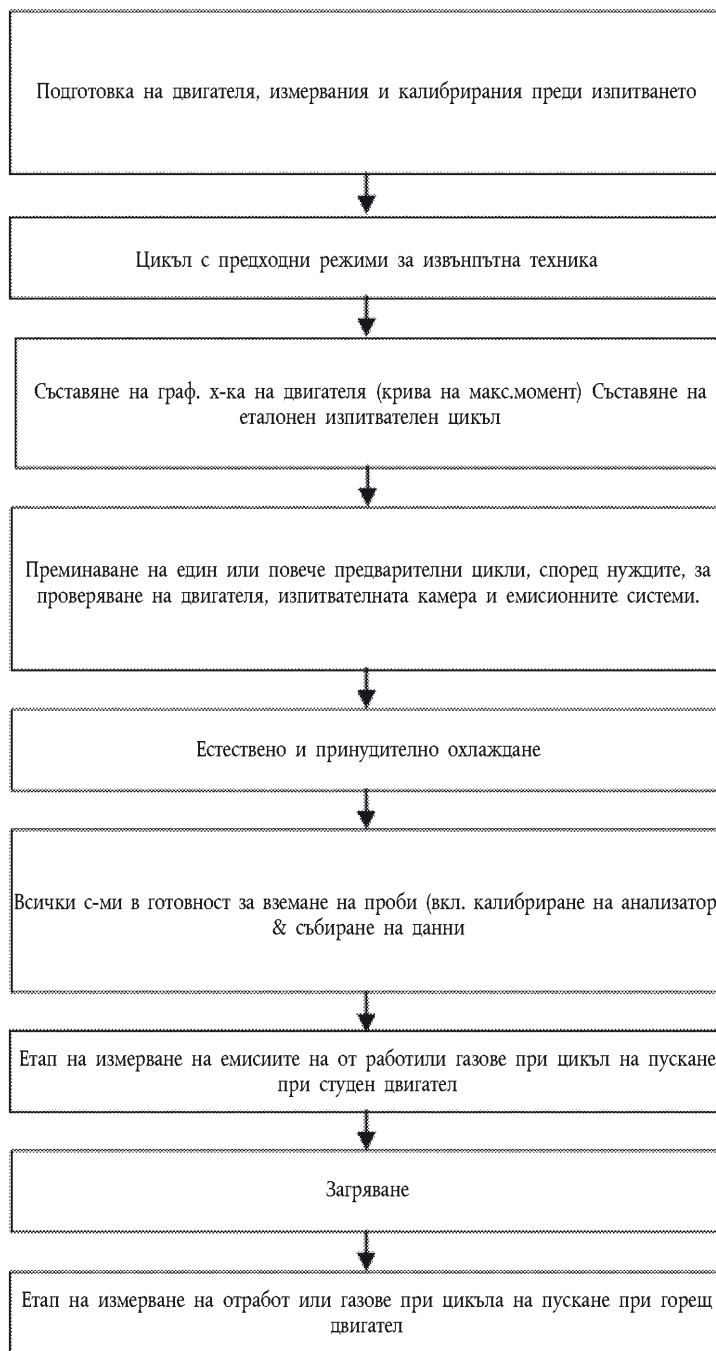 Подготовка на двигателя, измервания и калибрирания преди изпитването
Цикъл с предходни режими за извънпътна техника
Съставяне на граф. х-ка на двигателя (крива на макс.момент) Съставяне на
еталонен изпитвателен цикъл
Преминаване на един или повече предварителни цикли, според нуждите, за
проверяване на двигателя, изпитвателната камера и емисионните системи.
Естествено и принудително охлаждане
Всички с-ми в готовност за вземане на проби (вкл. калибриране на анализатор
& събиране на данни
Етап на измерване на емисиите на от работили газове при цикъл на пускане
при студен двигател
Загряване
Етап на измерване на отработ или газове при цикъла на пускане при горещ
двигател